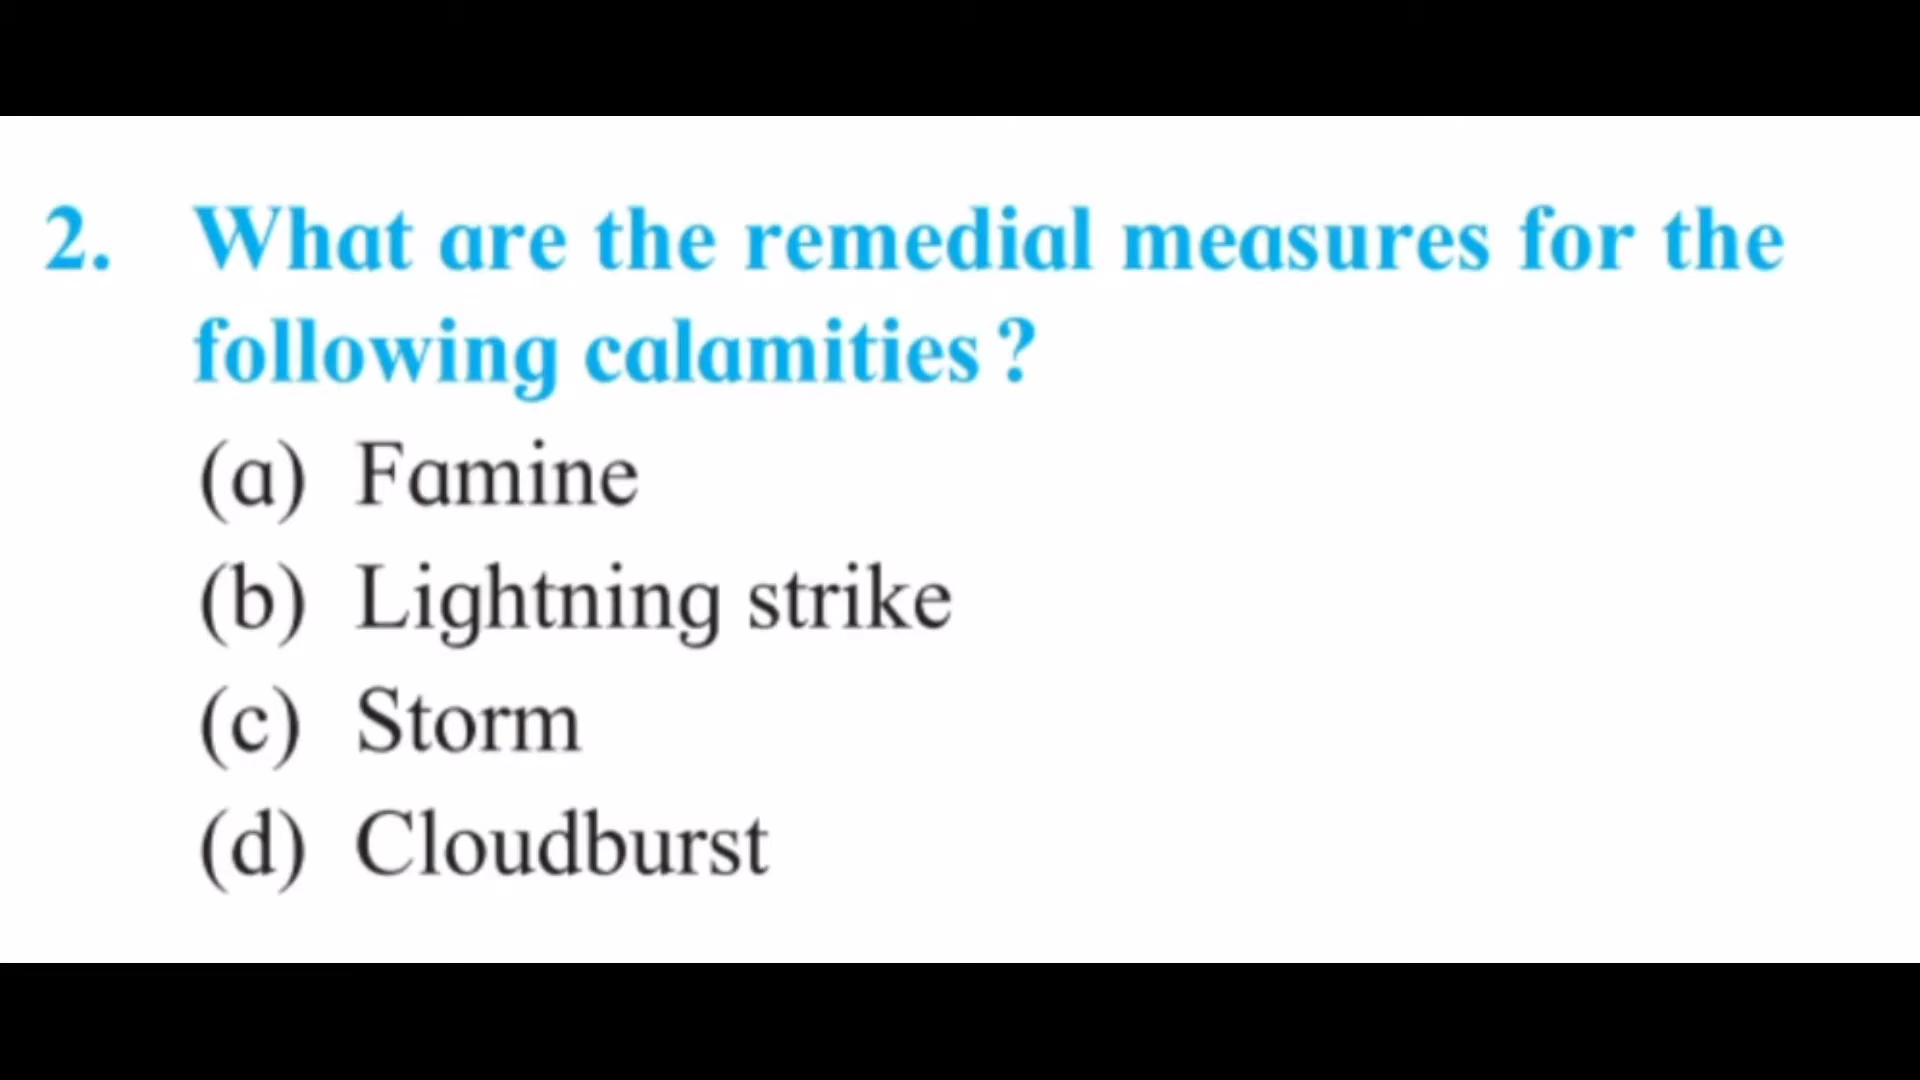 2. What are the remedial measures for the
following calamities ?
(a) Famine
(b) Lightning strike
(c) Storm
(d) Cloudburst